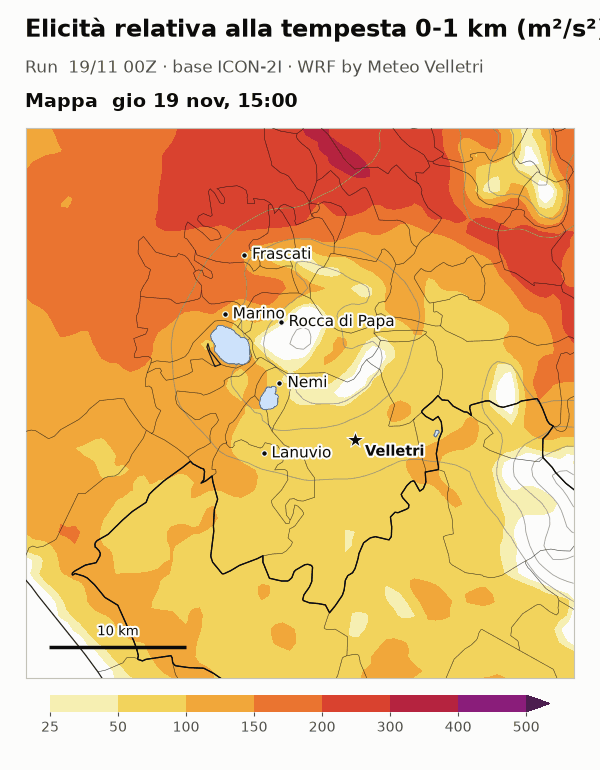 Elicità relativa alla tempesta 0-1 km (m²/s²)
Run  19/11 00Z · base ICON-2I · WRF by Meteo Velletri
Mappa  gio 19 nov, 15:00
Frascati
Marino
Rocca di Papa
Nemi
Velletri
Lanuvio
10 km
25 50 100 150 200 300 400 500